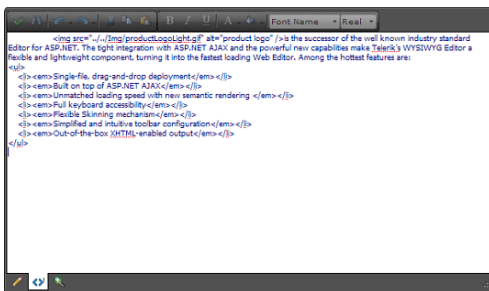 B I U A Font Name Real
<img src="../../Img/productLogoLight.gif" alt="product logo" />is the successor of the well known industry standard
Editor for ASP.NET. The tight integration with ASP.NET AJAX and the powerful new capabilities make Telerik's WYSIWYG Editor a
flexible and lightweight component, turning it into the fastest loading Web Editor. Among the hottest features are:
<ul>
<li><em>Single-file, drag-and-drop deployment</em></li>
<li><em>Built on top of ASP.NET AJAX</em></li>
<li><em>Unmatched loading speed with new semantic rendering </em></li>
<li><em>Full keyboard accessibility</em></li>
<li><em>Flexible Skinning mechanism</em></li>
<li><em>Simplified and intuitive toolbar configuration</em></li>
<li><em>Out-of-the-box XHTML-enabled output</em></li>
</ul>